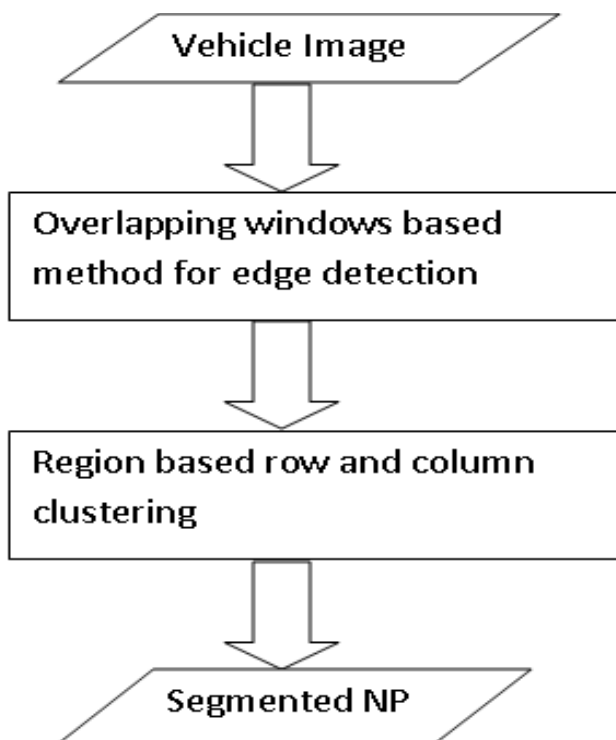 Vehicle Image
Overlapping windows based
method for edge detection
Region based row and column
clustering
Segmented NP